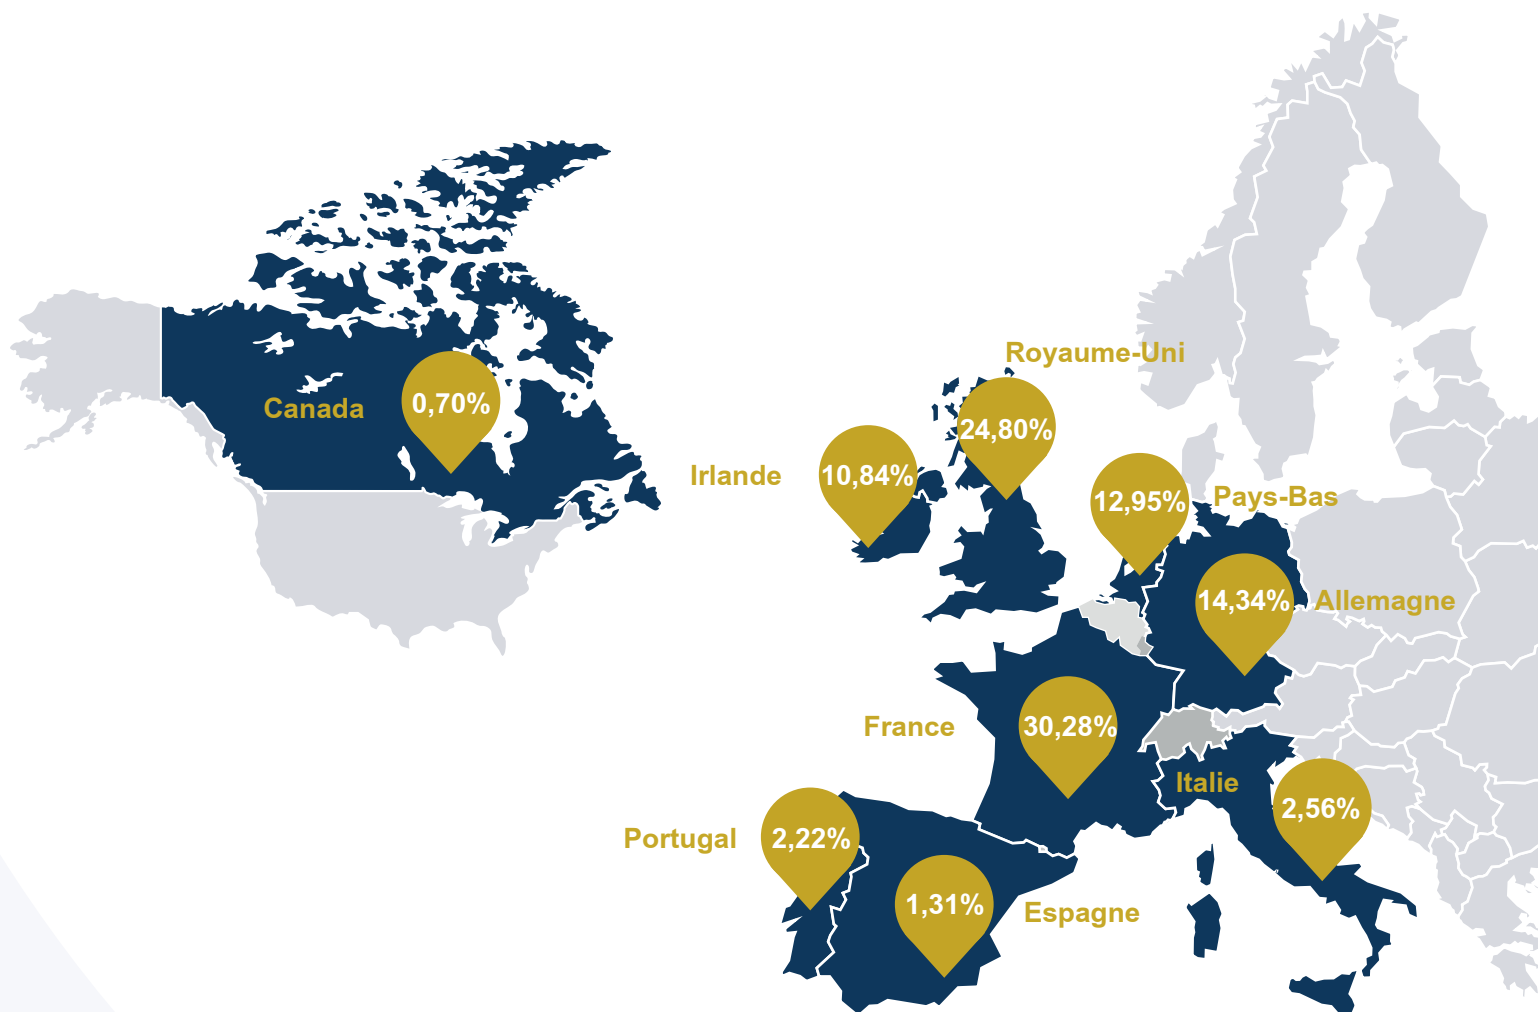 Royaume-Uni
24,80%
Canada
0,70%
Irlande
10,84%
12,95%
Pays-Bas
14,34%
Allemagne
France
30,28%
Italie
2,56%
Portugal
2,22%
1,31%
Espagne